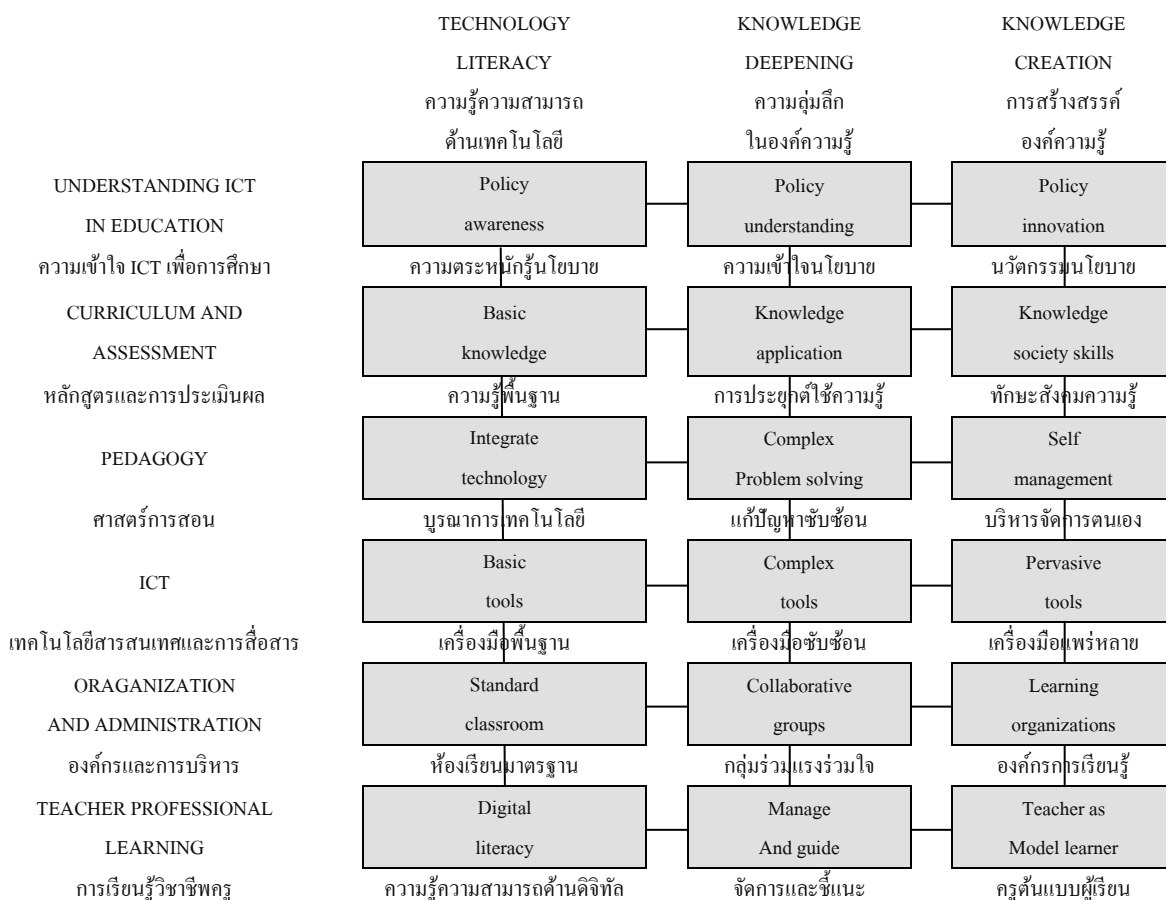 TECHNOLOGY KNOWLEDGE KNOWLEDGE
LITERACY DEEPENING CREATION
ความรู้ความสามารถ ความลุ่มลึก การสร้างสรรค์
ด้านเทคโนโลยี ในองค์ความรู้ องค์ความรู้
UNDERSTANDING ICT Policy Policy Policy
IN EDUCATION awareness understanding innovation
ความเข้าใจ ICT เพื่อการศึกษา ความตระหนักรู้นโยบาย ความเข้าใจนโยบาย นวัตกรรมนโยบาย
CURRICULUM AND Basic Knowledge Knowledge
ASSESSMENT knowledge application society skills
หลักสูตรและการประเมินผล ความรู้พื้นฐาน การประยุกต์ใช้ความรู้ ทักษะสังคมความรู้
Integrate Complex Self
PEDAGOGY
technology Problem solving management
ศาสตร์การสอน บูรณาการเทคโนโลยี แก้ปัญหาซับซ้อน บริหารจัดการตนเอง
Basic Complex Pervasive
ICT
tools tools tools
เทคโนโลยีสารสนเทศและการสื่อสาร เครื่องมือพื้นฐาน เครื่องมือซับซ้อน เครื่องมือแพร่หลาย
ORAGANIZATION Standard Collaborative Learning
AND ADMINISTRATION classroom groups organizations
องค์กรและการบริหาร ห้องเรียนมาตรฐาน กลุ่มร่วมแรงร่วมใจ องค์กรการเรียนรู้
TEACHER PROFESSIONAL Digital Manage Teacher as
LEARNING literacy And guide Model learner
การเรียนรู้วิชาชีพครู ความรู้ความสามารถด้านดิจิทัล จัดการและชี้แนะ ครูต้นแบบผู้เรียน